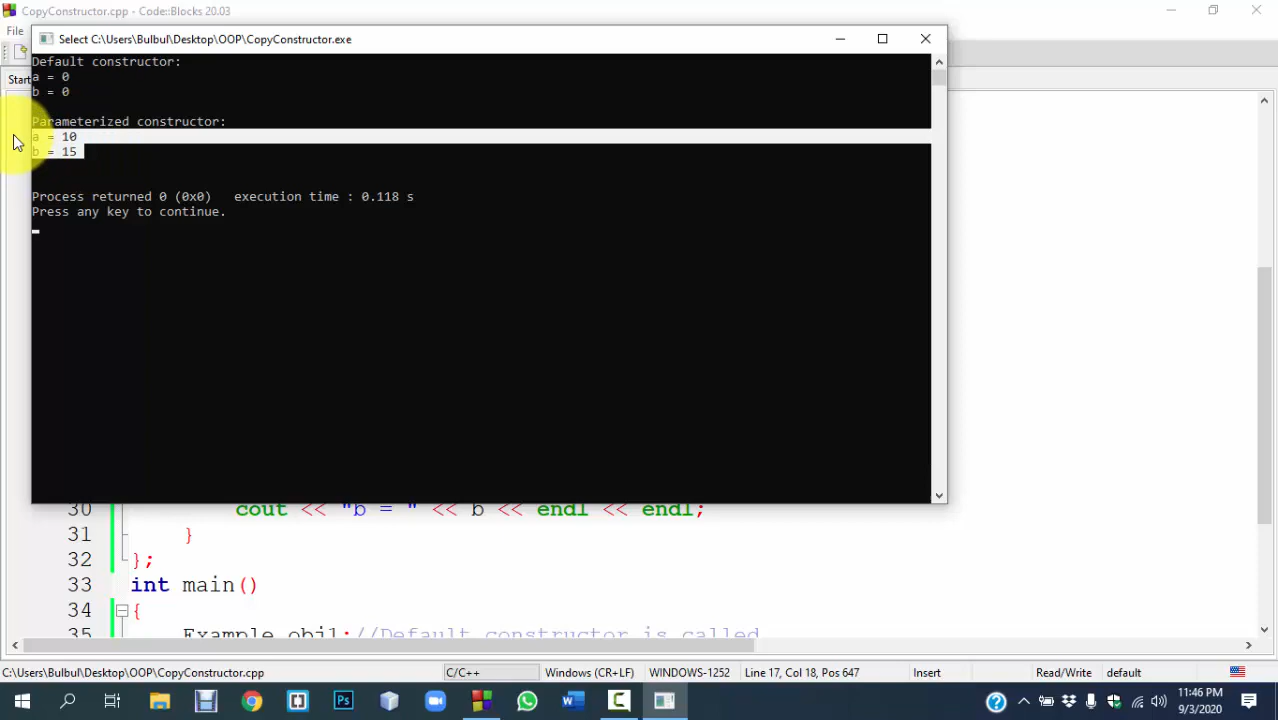 CopyConstructor.cpp - Code::Blocks 20.03
File
Select C:\Users\Bulbul\Desktop\OOP\CopyConstructor.exe
Start
Default constructor:
a = 0
b = 0
Parameterized constructor:
a = 10
b = 15
Process returned 0 (0x0)   execution time : 0.118 s
Press any key to continue.
30 cout << "b = " << b << endl << endl;
31 }
32 };
33 int main()
34 {
35 Example obj1;//Default constructor is called
C:\Users\Bulbul\Desktop\OOP\CopyConstructor.cpp C/C++ Windows (CR+LF) WINDOWS-1252 Line 17, Col 18, Pos 647 Insert Read/Write default
11:46 PM
9/3/2020